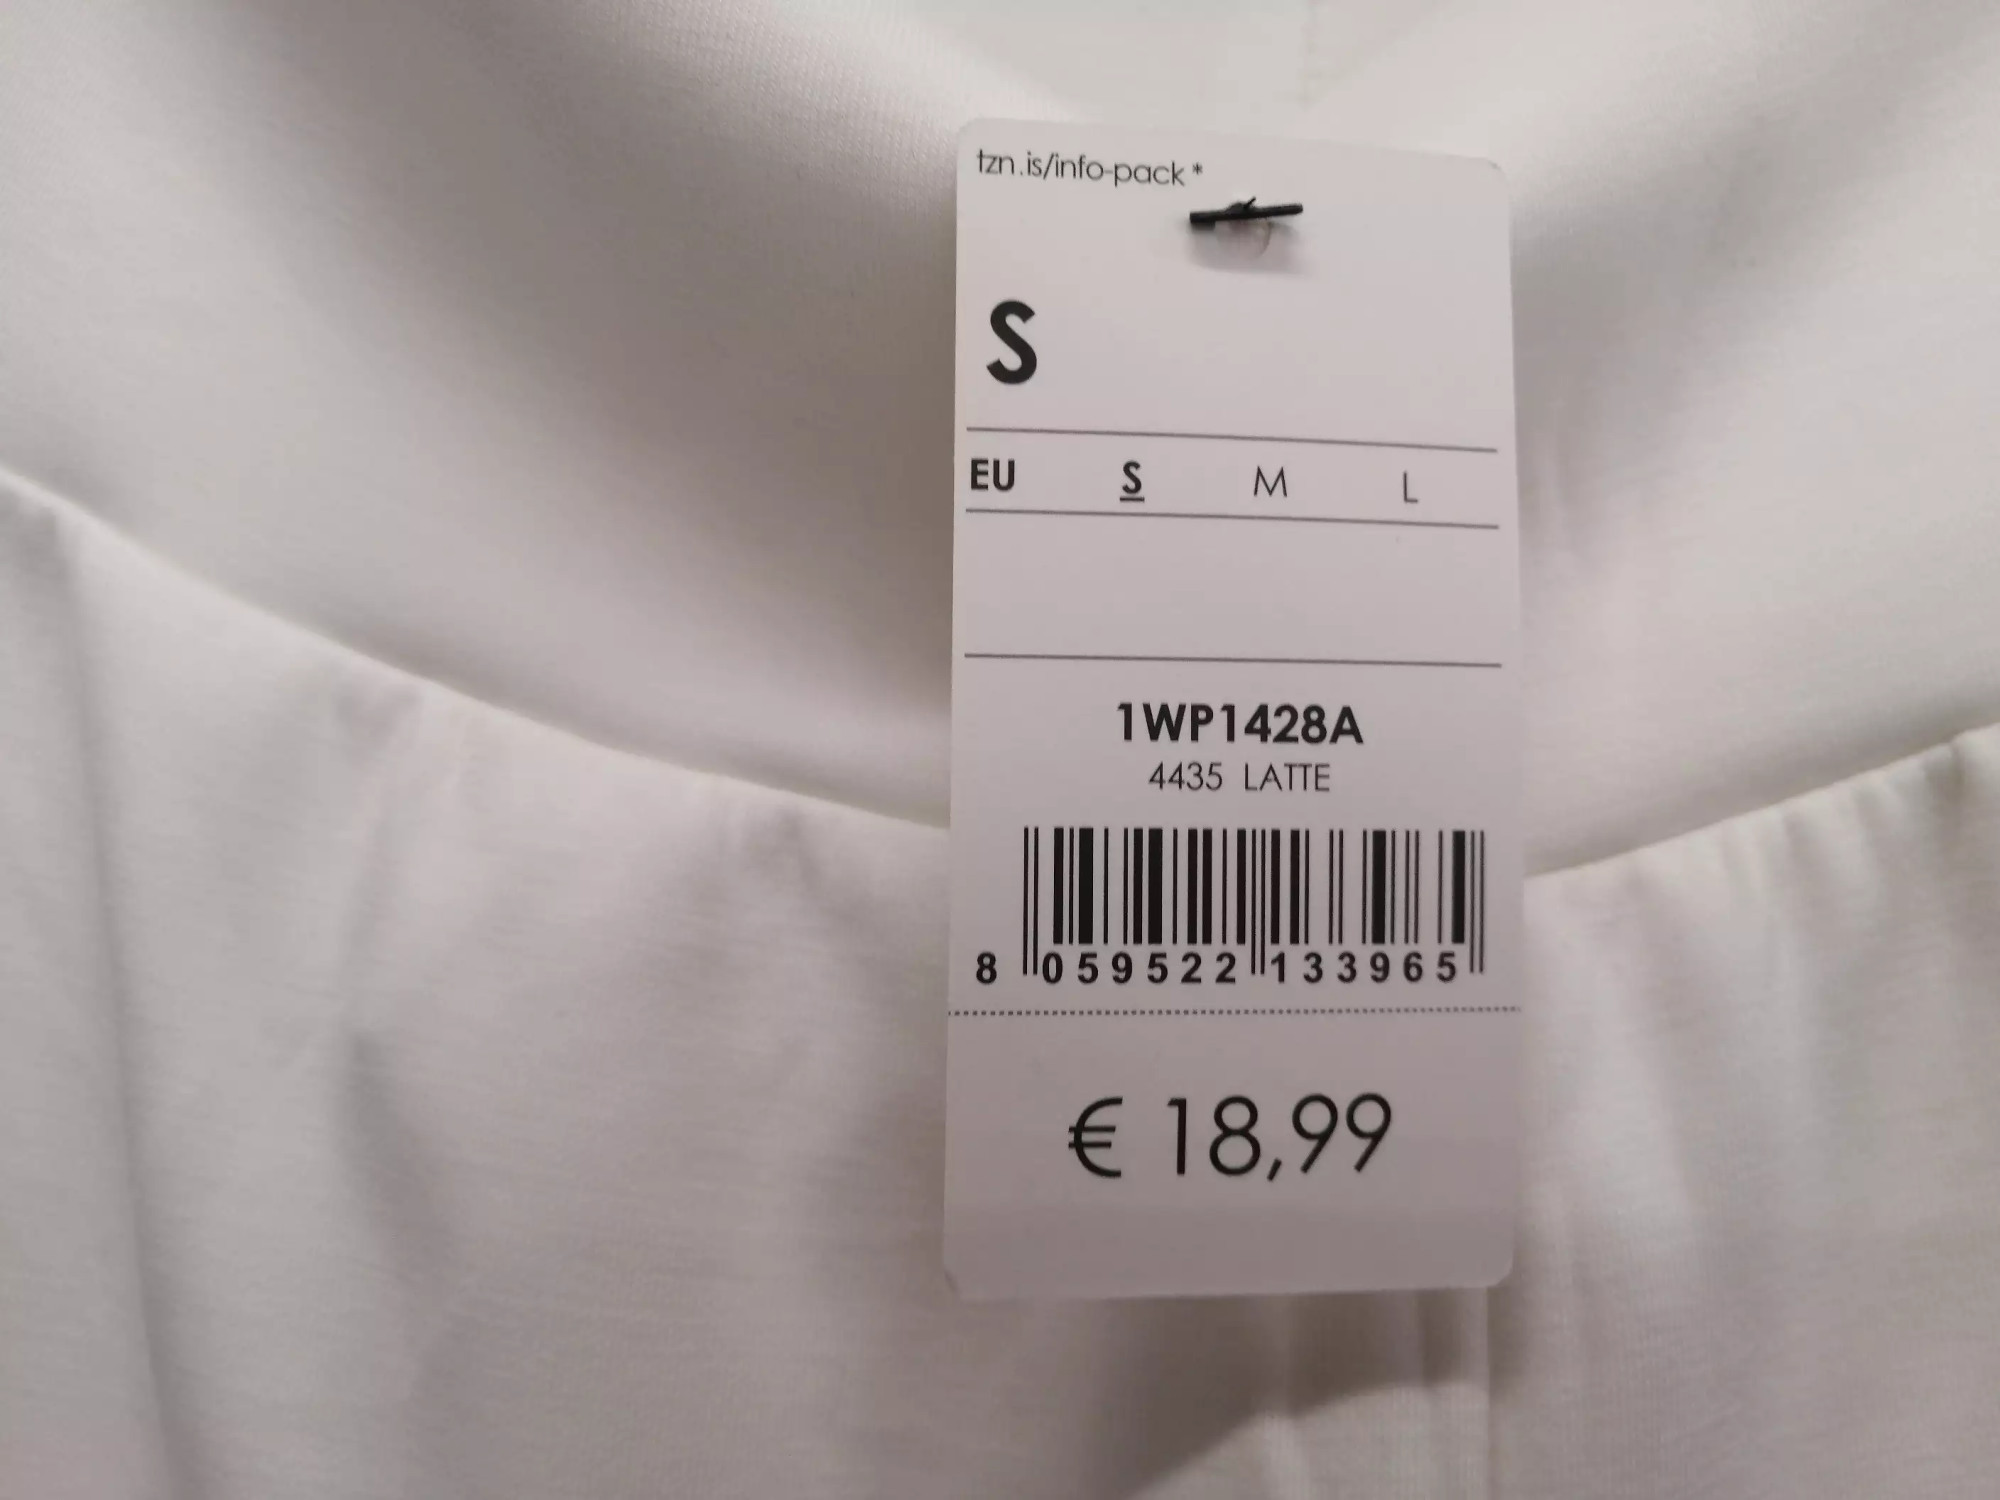 tzn.is/info-pack*
S
EU S M L
1WP1428A
4435 LATTE
8 059522 133965
€ 18,99